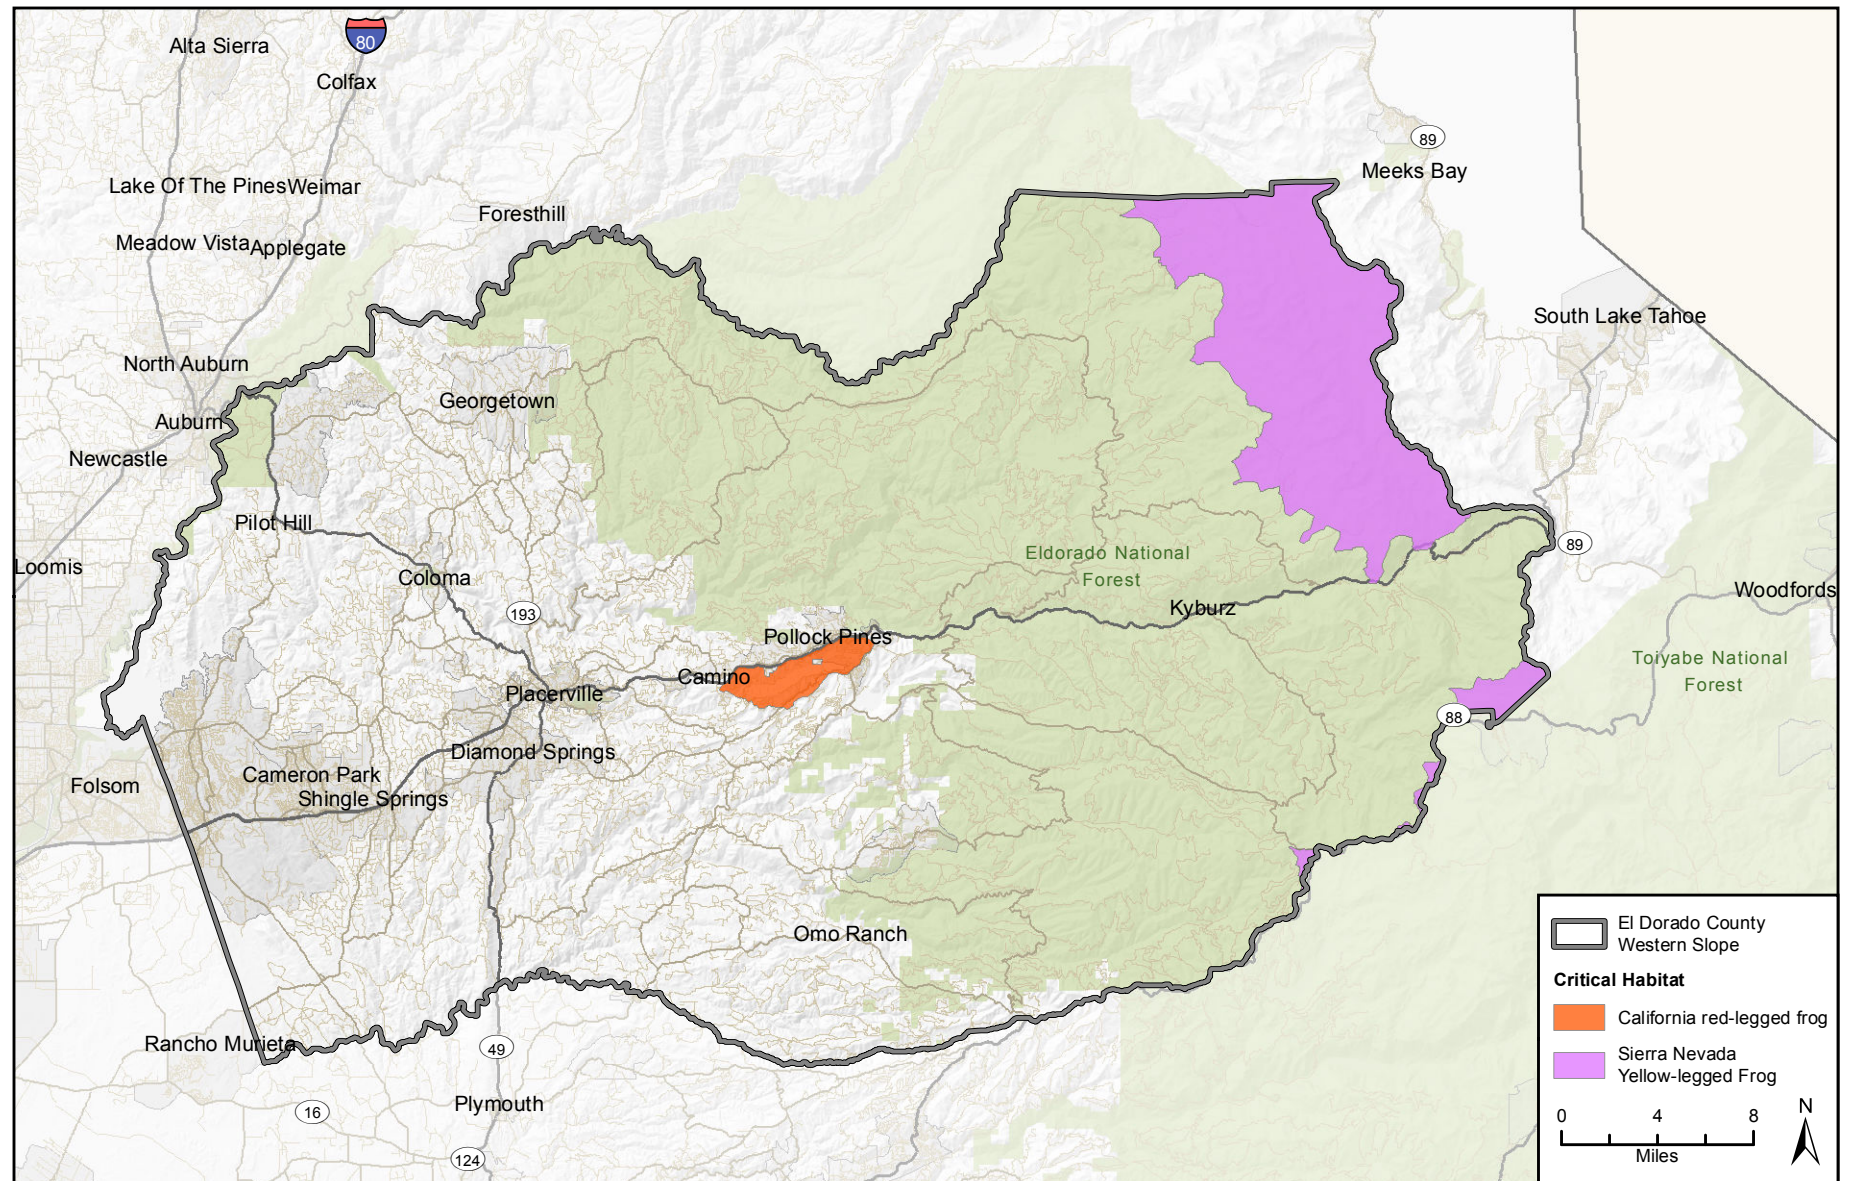 Alta Sierra
80
Colfax
89
Meeks Bay
Lake Of The Pines
Weimar
Foresthill
Meadow Vista
Applegate
South Lake Tahoe
North Auburn
Georgetown
Auburn
Newcastle
Pilot Hill
Eldorado National
Forest
89
Loomis
Coloma
Woodfords
193
Kyburz
Pollock Pines
Toiyabe National
Forest
Camino
Placerville
88
Diamond Springs
Cameron Park
Folsom
Shingle Springs
Omo Ranch
Rancho Murieta
49
Plymouth
16
124
El Dorado County
Western Slope
Critical Habitat
California red-legged frog
Sierra Nevada
Yellow-legged Frog
0 4 8
Miles
N